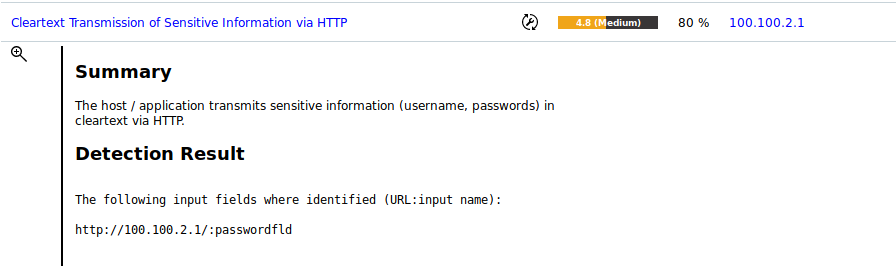 Cleartext Transmission of Sensitive Information via HTTP 4.8 (Medium) 80 % 100.100.2.1
Summary
The host / application transmits sensitive information (username, passwords) in
cleartext via HTTP.
Detection Result
The following input fields where identified (URL:input name):
http://100.100.2.1/:passwordfld